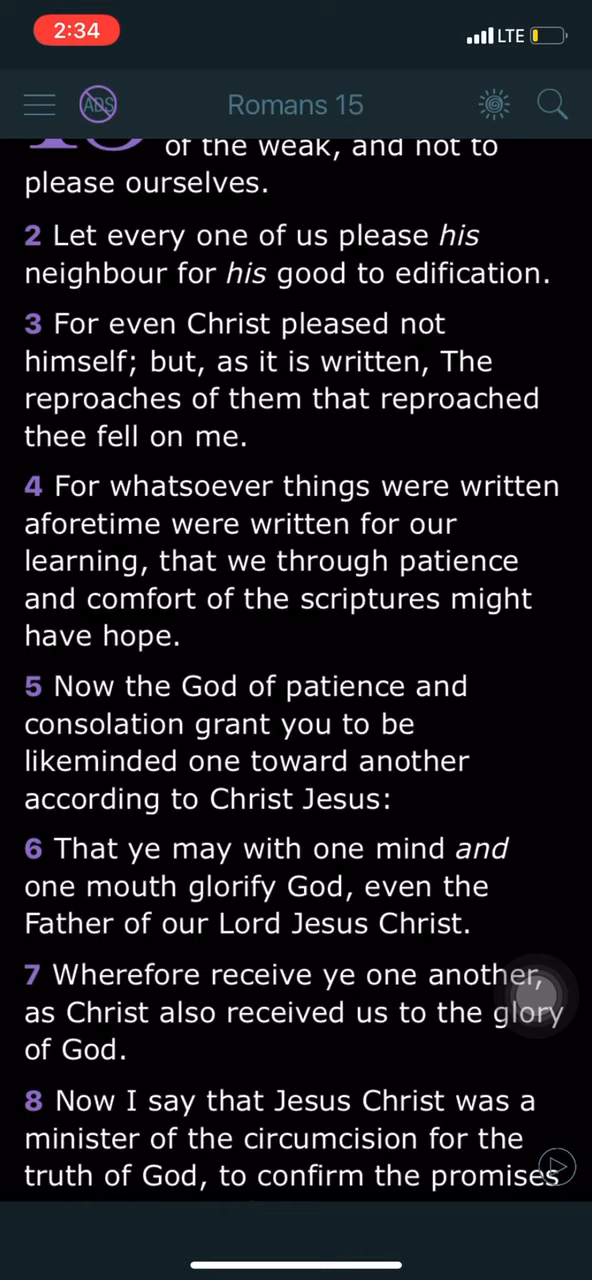 2:34
LTE
ADS
Romans 15
of the weak, and not to
please ourselves.
2 Let every one of us please his
neighbour for his good to edification.
3 For even Christ pleased not
himself; but, as it is written, The
reproaches of them that reproached
thee fell on me.
4 For whatsoever things were written
aforetime were written for our
learning, that we through patience
and comfort of the scriptures might
have hope.
5 Now the God of patience and
consolation grant you to be
likeminded one toward another
according to Christ Jesus:
6 That ye may with one mind and
one mouth glorify God, even the
Father of our Lord Jesus Christ.
7 Wherefore receive ye one another,
as Christ also received us to the glory
of God.
8 Now I say that Jesus Christ was a
minister of the circumcision for the
truth of God, to confirm the promises